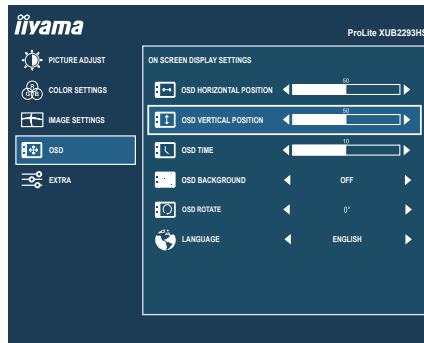 iiyama
ProLite XUB2293HS
PICTURE ADJUST
COLOR SETTINGS
IMAGE SETTINGS
OSD
EXTRA
ON SCREEN DISPLAY SETTINGS
OSD HORIZONTAL POSITION
50
OSD VERTICAL POSITION
50
OSD TIME
10
OSD BACKGROUND
OFF
OSD ROTATE
0°
LANGUAGE
ENGLISH